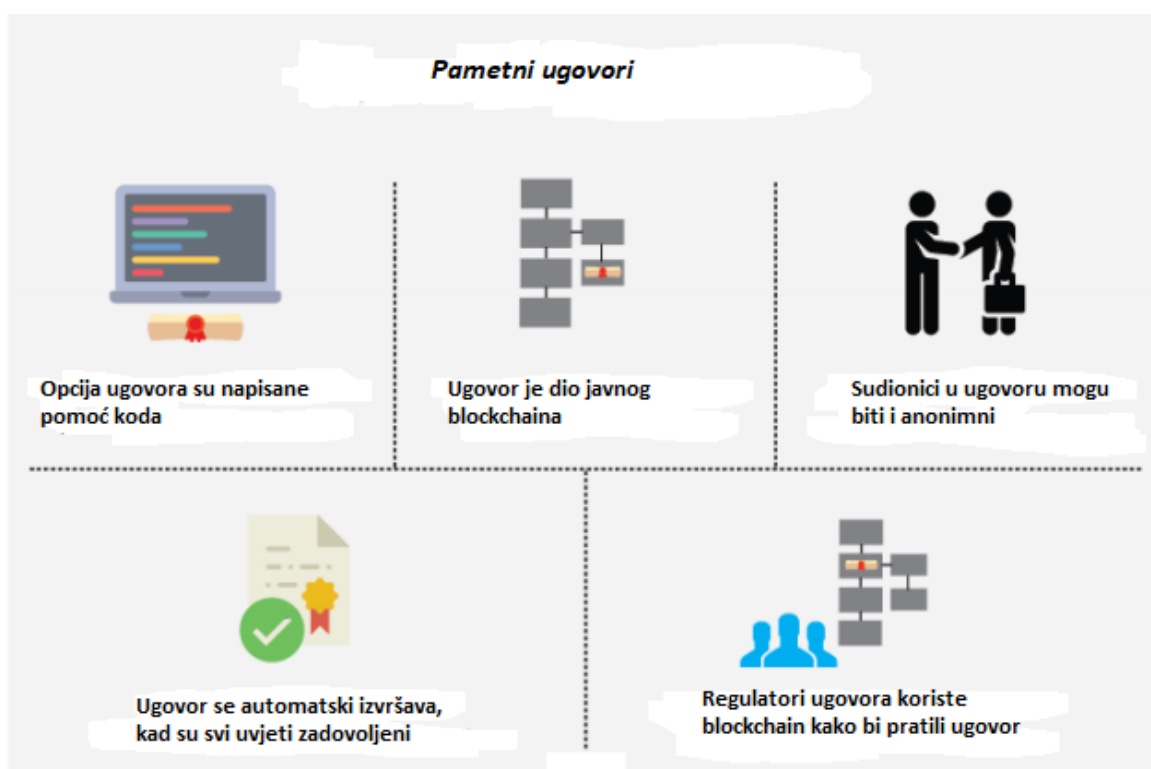 Pametni ugovori
Opcija ugovora su napisane
pomoć koda
Ugovor je dio javnog
blockchaina
Sudionici u ugovoru mogu
biti i anonimni
Ugovor se automatski izvršava,
kad su svi uvjeti zadovoljeni
Regulatori ugovora koriste
blockchain kako bi pratili ugovor